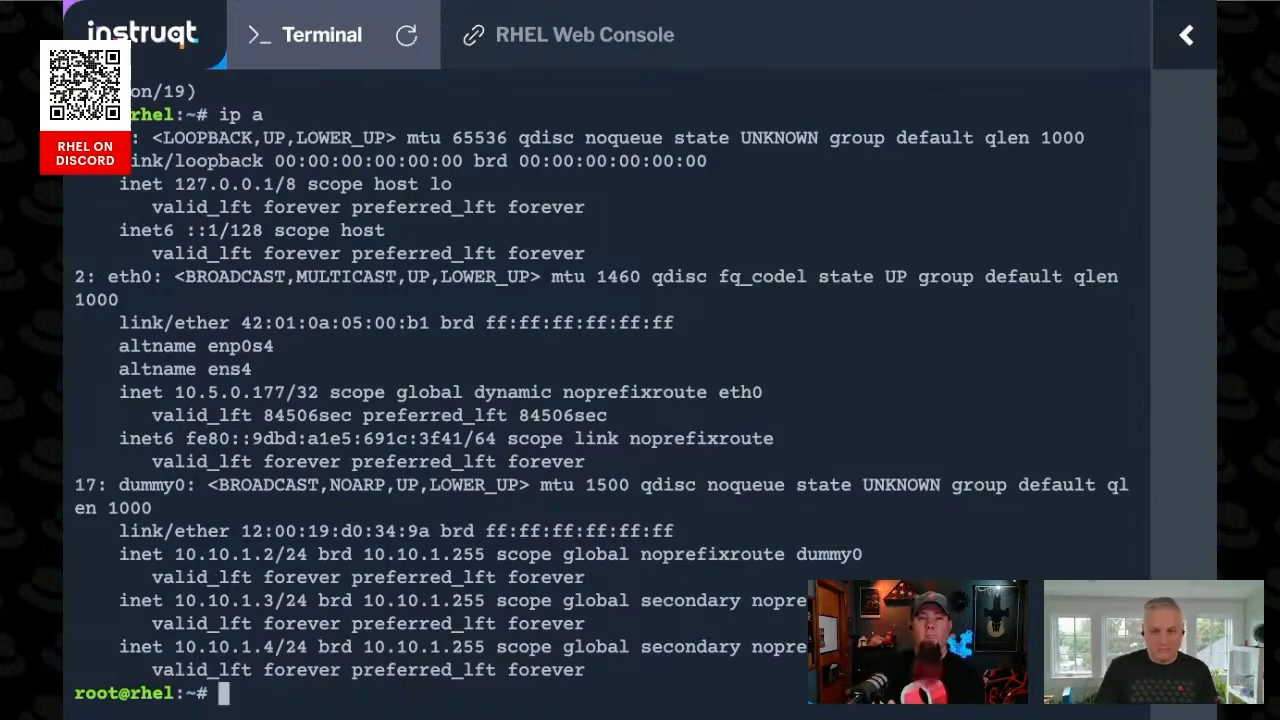 instruqt
>_ Terminal
RHEL Web Console
RHEL ON
DISCORD
on/19)
rhel:~# ip a
: <LOOPBACK,UP,LOWER_UP> mtu 65536 qdisc noqueue state UNKNOWN group default qlen 1000
ink/loopback 00:00:00:00:00:00 brd 00:00:00:00:00:00
inet 127.0.0.1/8 scope host lo
valid_lft forever preferred_lft forever
inet6 ::1/128 scope host
valid_lft forever preferred_lft forever
2: eth0: <BROADCAST,MULTICAST,UP,LOWER_UP> mtu 1460 qdisc fq_codel state UP group default qlen
1000
link/ether 42:01:0a:05:00:b1 brd ff:ff:ff:ff:ff:ff
altname enp0s4
altname ens4
inet 10.5.0.177/32 scope global dynamic noprefixroute eth0
valid_lft 84506sec preferred_lft 84506sec
inet6 fe80::9dbd:a1e5:691c:3f41/64 scope link noprefixroute
valid_lft forever preferred_lft forever
17: dummy0: <BROADCAST,NOARP,UP,LOWER_UP> mtu 1500 qdisc noqueue state UNKNOWN group default ql
en 1000
link/ether 12:00:19:d0:34:9a brd ff:ff:ff:ff:ff:ff
inet 10.10.1.2/24 brd 10.10.1.255 scope global noprefixroute dummy0
valid_lft forever preferred_lft forever
inet 10.10.1.3/24 brd 10.10.1.255 scope global secondary nopre
valid_lft forever preferred_lft forever
inet 10.10.1.4/24 brd 10.10.1.255 scope global secondary nopre
valid_lft forever preferred_lft forever
root@rhel:~#